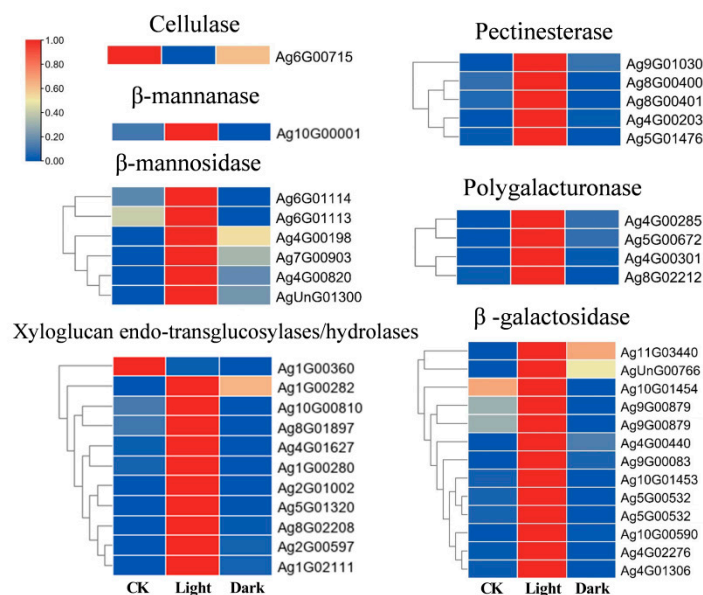 Cellulase
1.00
0.80
0.60
0.40
0.20
0.00
Ag6G00715
β-mannanase
Ag10G00001
β-mannosidase
Ag6G01114
Ag6G01113
Ag4G00198
Ag7G00903
Ag4G00820
AgUnG01300
Xyloglucan endo-transglucosylases/hydrolases
Ag1G00360
Ag1G00282
Ag10G00810
Ag8G01897
Ag4G01627
Ag1G00280
Ag2G01002
Ag5G01320
Ag8G02208
Ag2G00597
Ag1G02111
CK Light Dark
Pectinesterase
Ag9G01030
Ag8G00400
Ag8G00401
Ag4G00203
Ag5G01476
Polygalacturonase
Ag4G00285
Ag5G00672
Ag4G00301
Ag8G02212
β -galactosidase
Ag11G03440
AgUnG00766
Ag10G01454
Ag9G00879
Ag9G00879
Ag4G00440
Ag9G00083
Ag10G01453
Ag5G00532
Ag5G00532
Ag10G00590
Ag4G02276
Ag4G01306
CK Light Dark